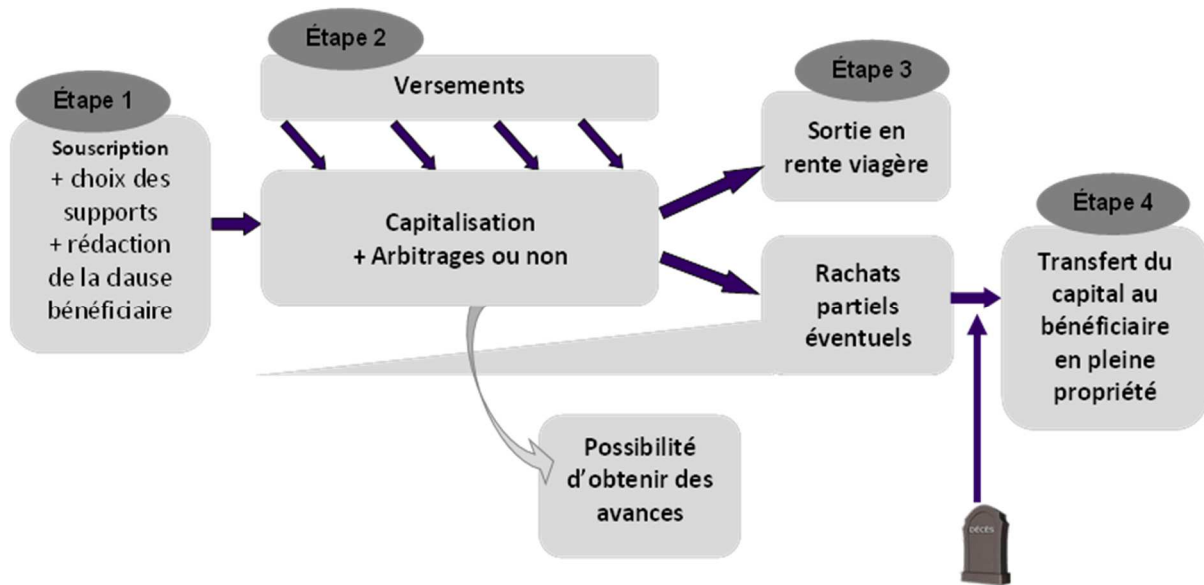 Étape 1
Souscription
+ choix des
supports
+ rédaction
de la clause
bénéficiaire
Étape 2
Versements
Capitalisation
+ Arbitrages ou non
Possibilité
d’obtenir des
avances
Étape 3
Sortie en
rente viagère
Rachats
partiels
éventuels
Étape 4
Transfert du
capital au
bénéficiaire
en pleine
propriété
DÉCÈS